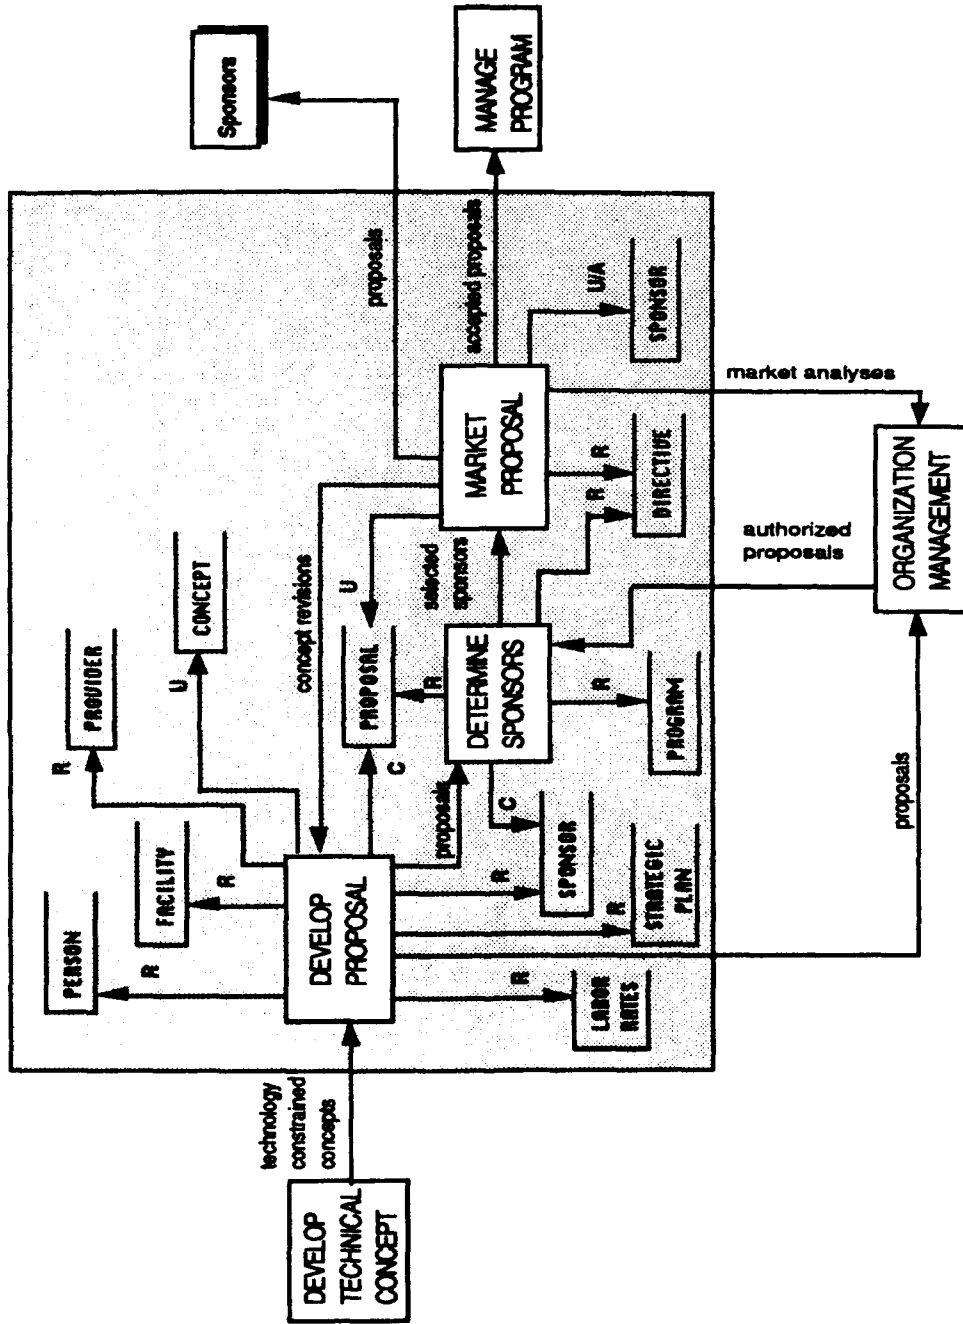 PERSON
R
FACILITY
R
PROVIDER
R
CONCEPT
U
Sponsors
technology
constrained
concepts
DEVELOP
TECHNICAL
CONCEPT
DEVELOP
PROPOSAL
concept revisions
PROPOSAL
C
U
R
proposals
proposals
DETERMINE
SPONSORS
selected
sponsors
MARKET
PROPOSAL
accepted proposals
MANAGE
PROGRAM
R
LABOR
RATES
R
STRATEGIC
PLAN
R
C
SPONSOR
R
PROGRAM
R
R
DIRECTIVE
U/A
SPONSOR
proposals
authorized
proposals
market analyses
ORGANIZATION
MANAGEMENT